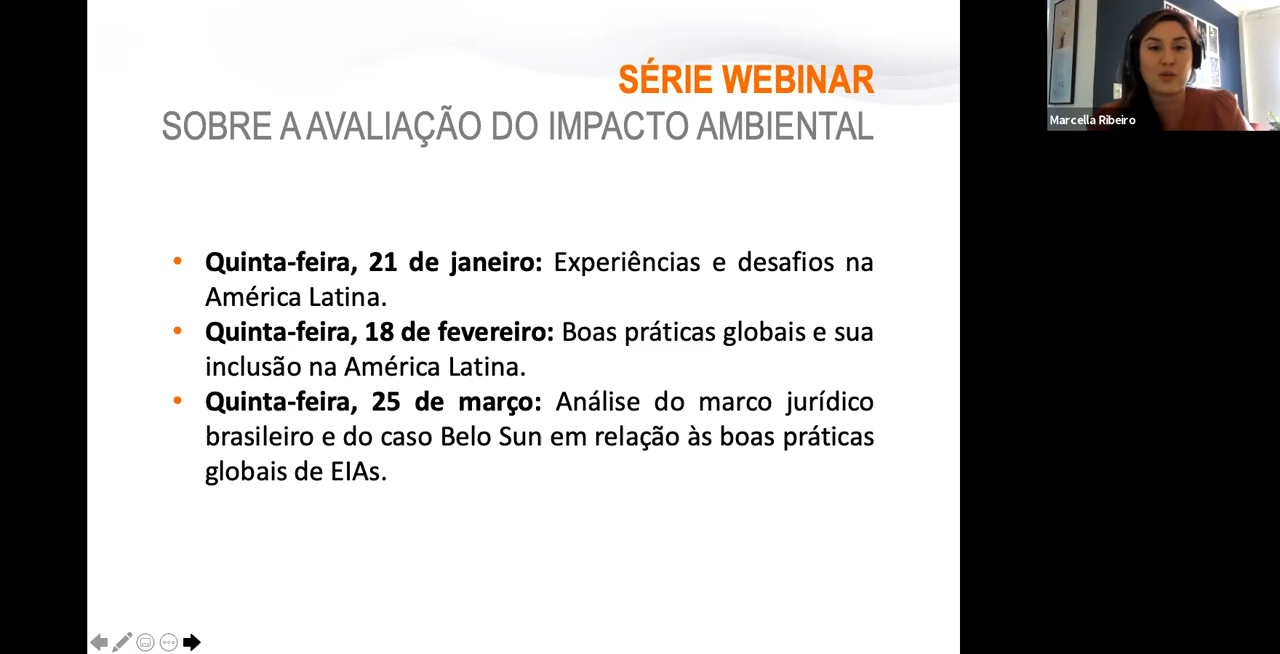 SÉRIE WEBINAR
SOBRE A AVALIAÇÃO DO IMPACTO AMBIENTAL
• Quinta-feira, 21 de janeiro: Experiências e desafios na
América Latina.
• Quinta-feira, 18 de fevereiro: Boas práticas globais e sua
inclusão na América Latina.
• Quinta-feira, 25 de março: Análise do marco jurídico
brasileiro e do caso Belo Sun em relação às boas práticas
globais de EIAs.
Marcella Ribeiro